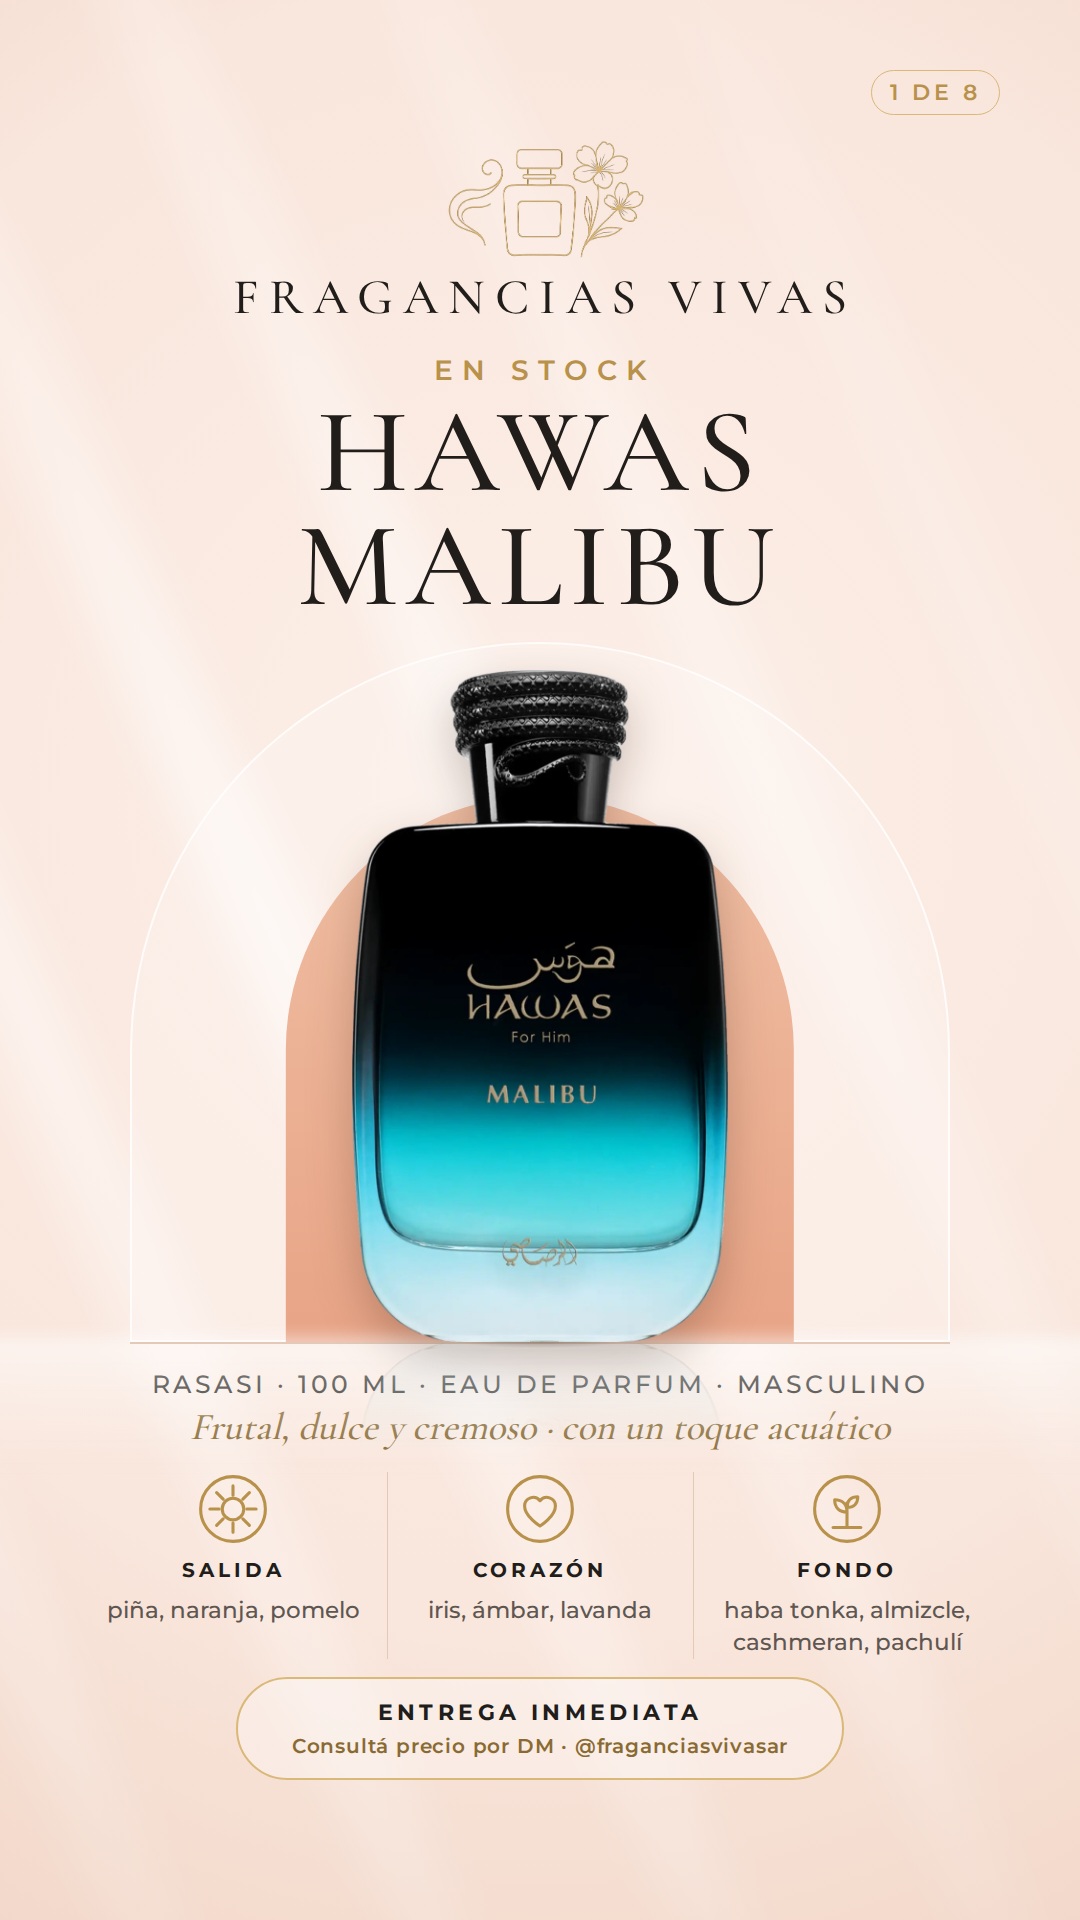 1 DE 8
FRAGANCIAS VIVAS
EN STOCK
HAWAS
MALIBU
هوس
HAWAS
For Him
MALIBU
الرصاصي
RASASI · 100 ML · EAU DE PARFUM · MASCULINO
Frutal, dulce y cremoso · con un toque acuático
SALIDA
piña, naranja, pomelo
CORAZÓN
iris, ámbar, lavanda
FONDO
haba tonka, almizcle,
cashmeran, pachulí
ENTREGA INMEDIATA
Consultá precio por DM · @fraganciasvivasar